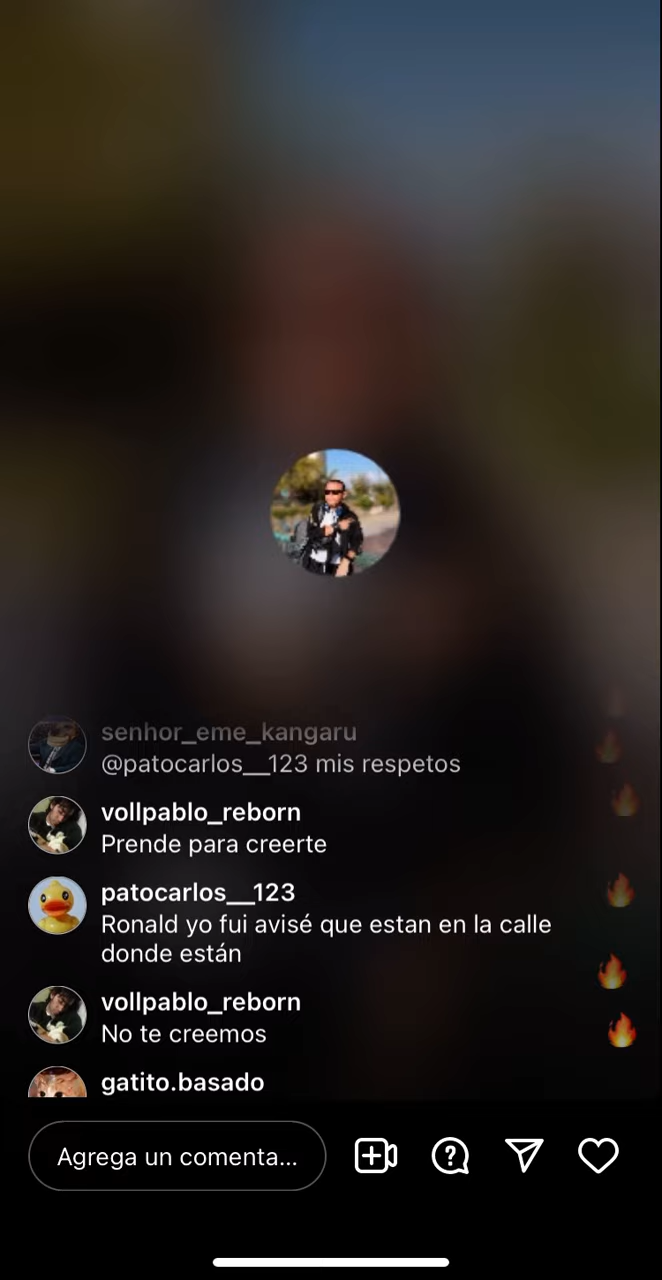 senhor_eme_kangaru
@patocarlos__123 mis respetos
vollpablo_reborn
Prende para creerte
patocarlos__123
Ronald yo fui avisé que estan en la calle
donde están
vollpablo_reborn
No te creemos
gatito.basado
Agrega un comenta...